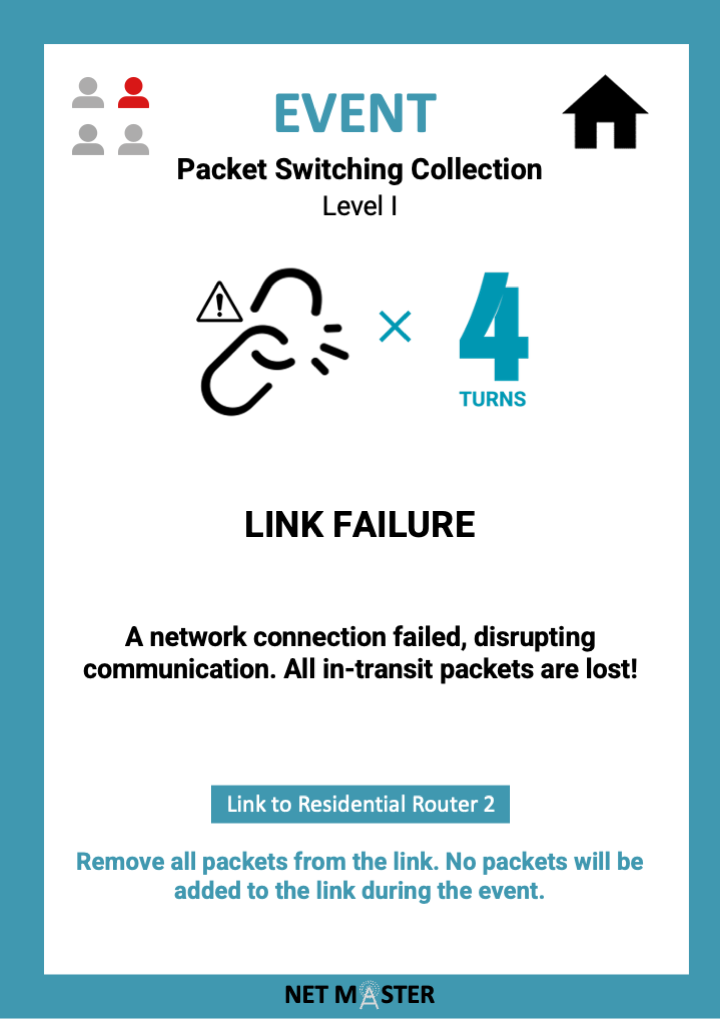 EVENT
Packet Switching Collection
Level I
× 4
TURNS
LINK FAILURE
A network connection failed, disrupting
communication. All in-transit packets are lost!
Link to Residential Router 2
Remove all packets from the link. No packets will be
added to the link during the event.
NET MASTER